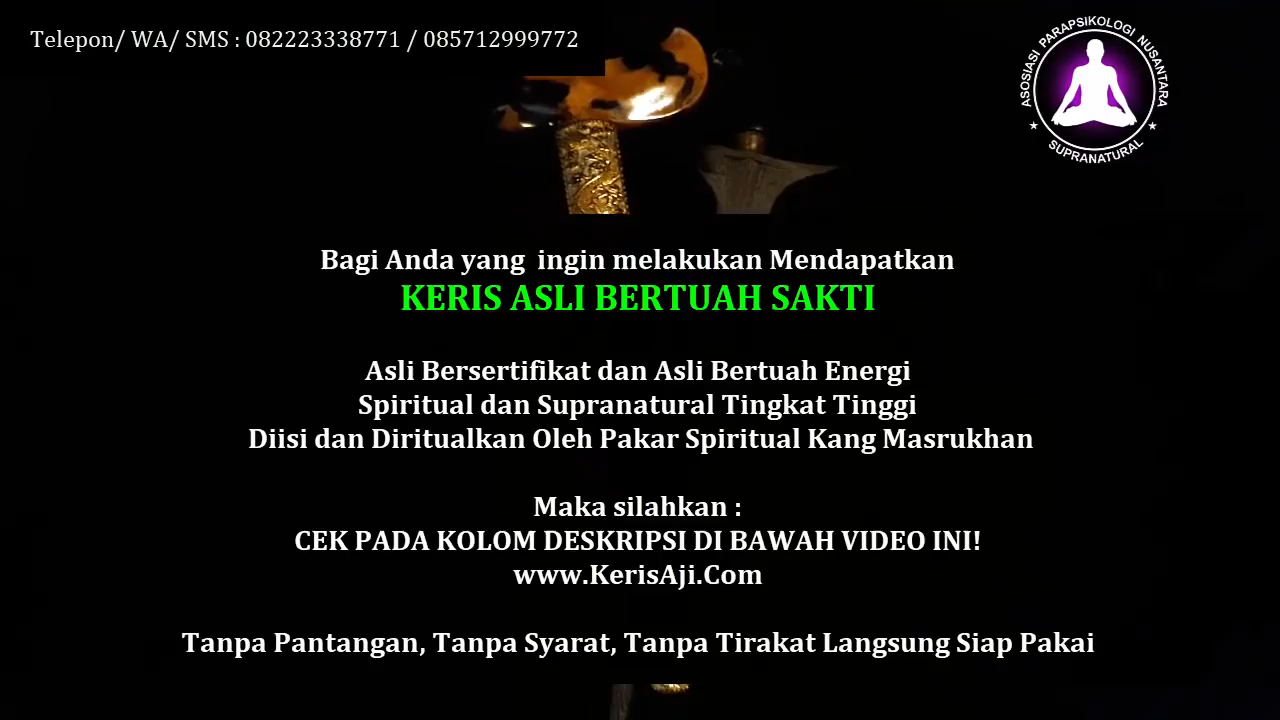 Telepon/ WA/ SMS : 082223338771 / 085712999772
ASOSIASI PARAPSIKOLOGI NUSANTARA
SUPRANATURAL
Bagi Anda yang  ingin melakukan Mendapatkan
KERIS ASLI BERTUAH SAKTI
Asli Bersertifikat dan Asli Bertuah Energi
Spiritual dan Supranatural Tingkat Tinggi
Diisi dan Diritualkan Oleh Pakar Spiritual Kang Masrukhan
Maka silahkan :
CEK PADA KOLOM DESKRIPSI DI BAWAH VIDEO INI!
www.KerisAji.Com
Tanpa Pantangan, Tanpa Syarat, Tanpa Tirakat Langsung Siap Pakai